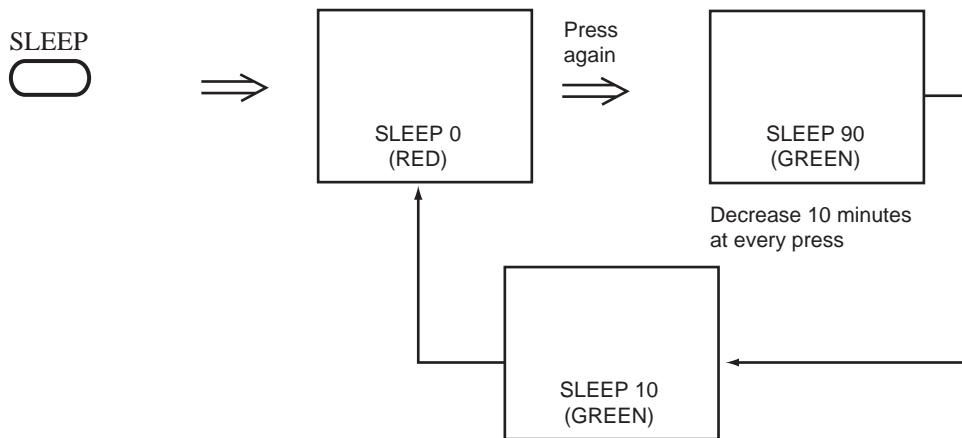 SLEEP
SLEEP 0
(RED)
Press
again
SLEEP 90
(GREEN)
Decrease 10 minutes
at every press
SLEEP 10
(GREEN)